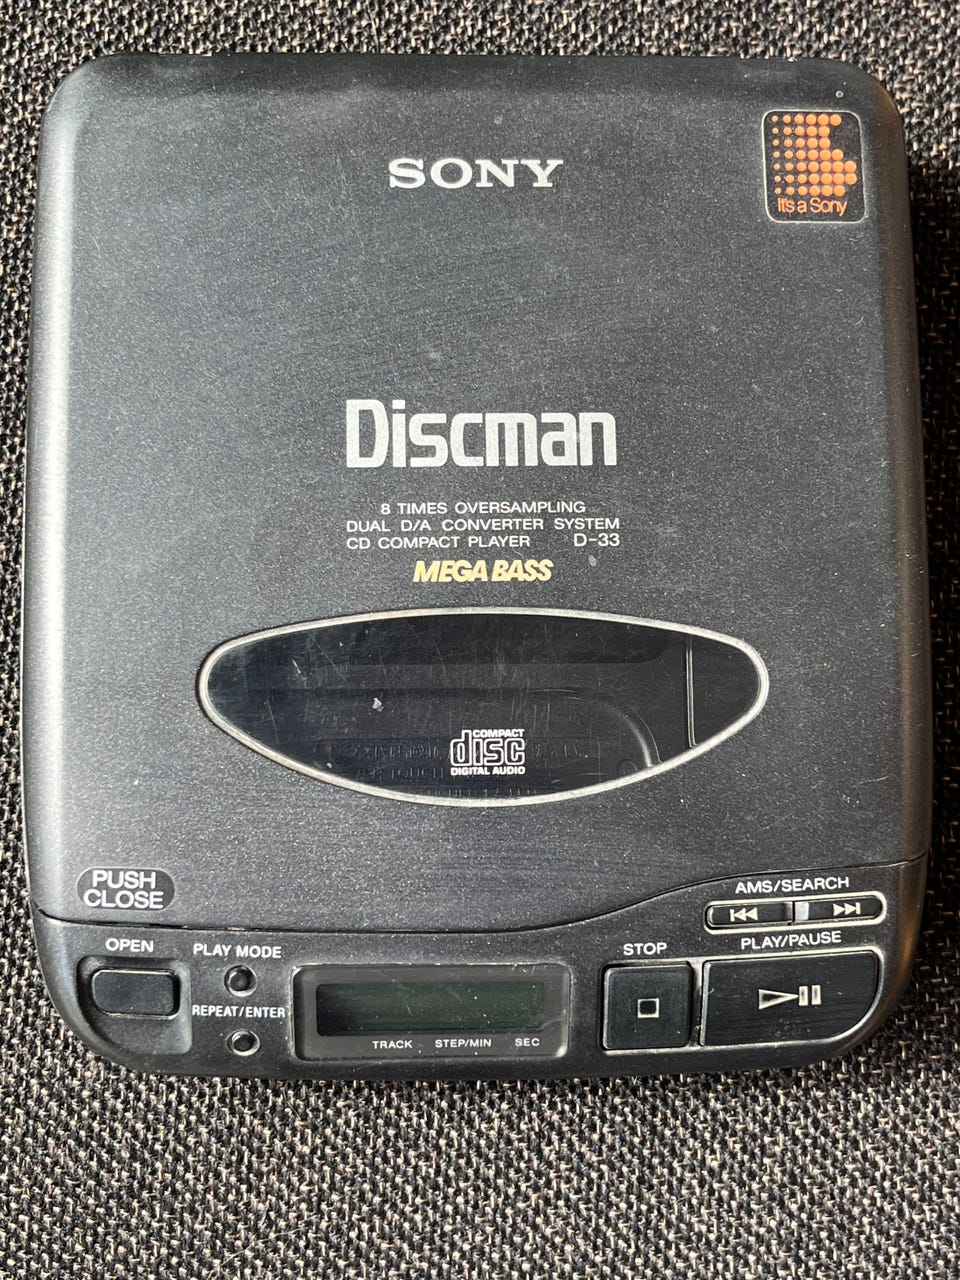 SONY
It's a Sony
Discman
8 TIMES OVERSAMPLING
DUAL D/A CONVERTER SYSTEM
CD COMPACT PLAYER D-33
MEGA BASS
COMPACT
disc
DIGITAL AUDIO
PUSH
CLOSE
AMS/SEARCH
OPEN
PLAY MODE
STOP
PLAY/PAUSE
REPEAT/ENTER
TRACK STEP/MIN SEC